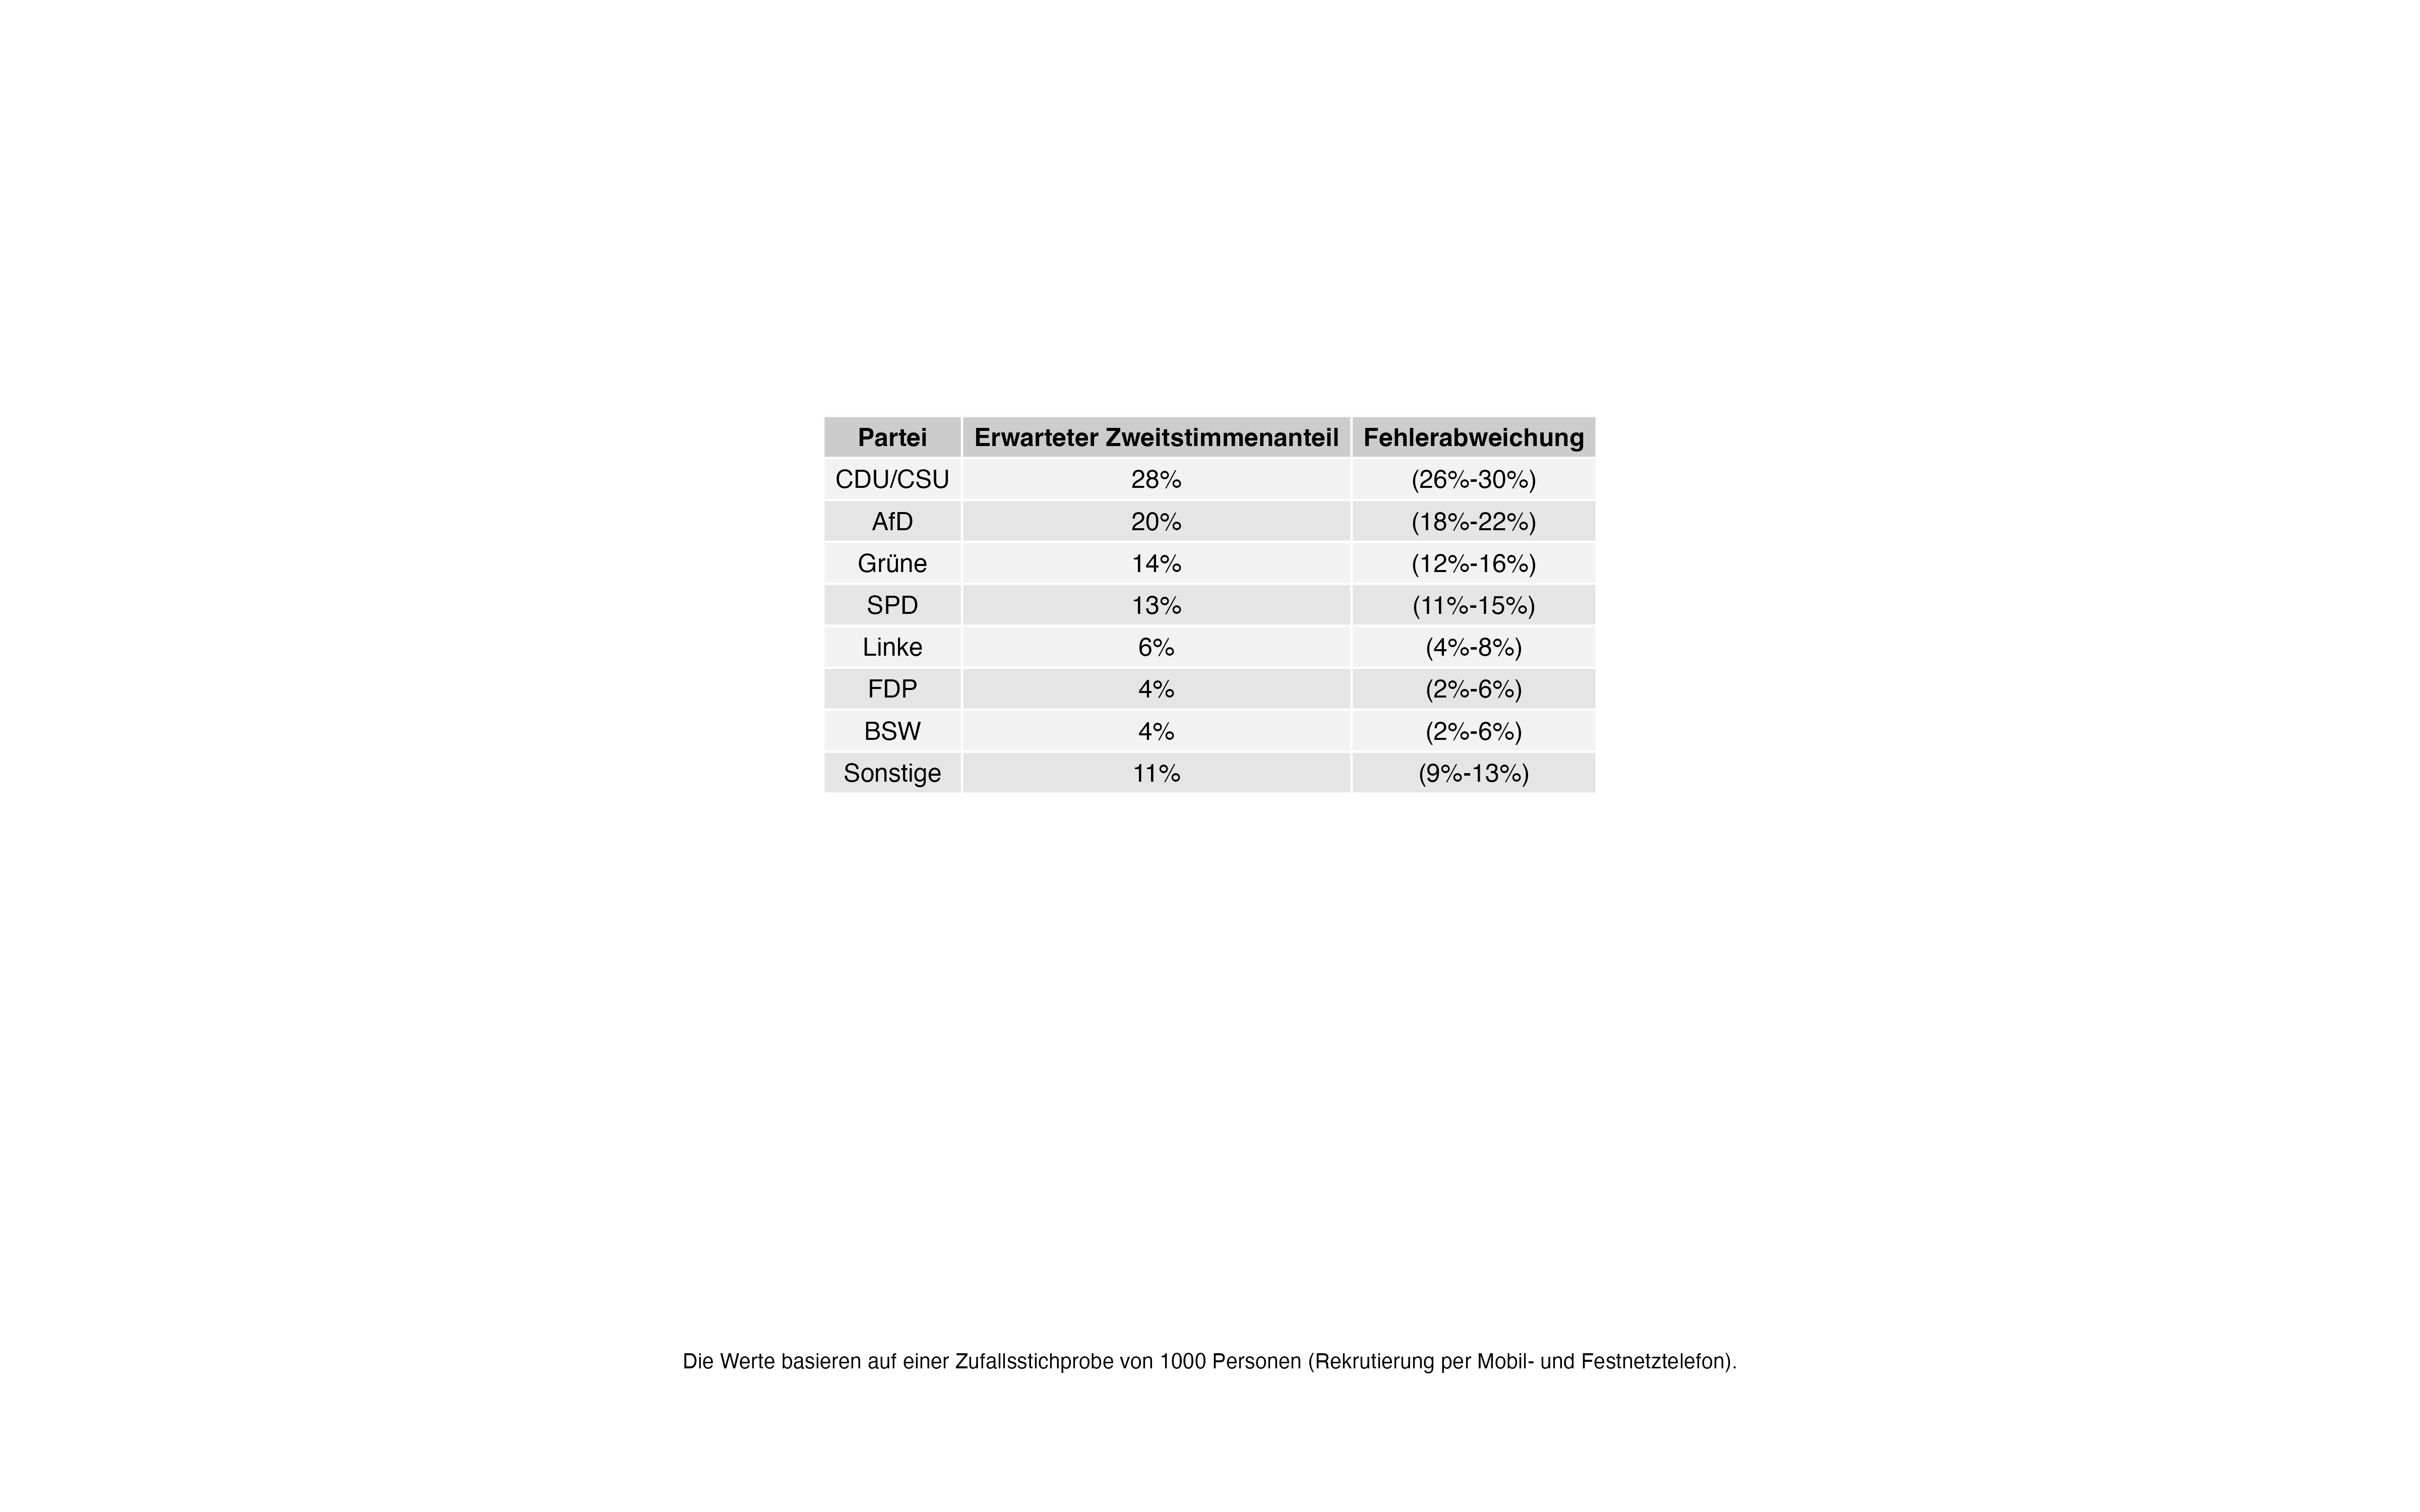 Partei Erwarteter Zweitstimmenanteil Fehlerabweichung
CDU/CSU 28% (26%-30%)
AfD 20% (18%-22%)
Grüne 14% (12%-16%)
SPD 13% (11%-15%)
Linke 6% (4%-8%)
FDP 4% (2%-6%)
BSW 4% (2%-6%)
Sonstige 11% (9%-13%)
Die Werte basieren auf einer Zufallsstichprobe von 1000 Personen (Rekrutierung per Mobil- und Festnetztelefon).